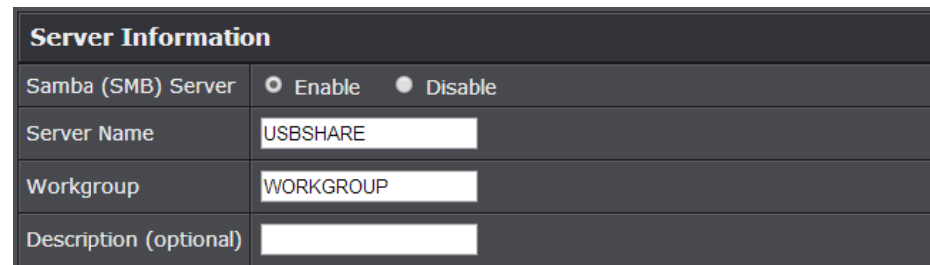 Server Information
Samba (SMB) Server Enable Disable
Server Name USBSHARE
Workgroup WORKGROUP
Description (optional)